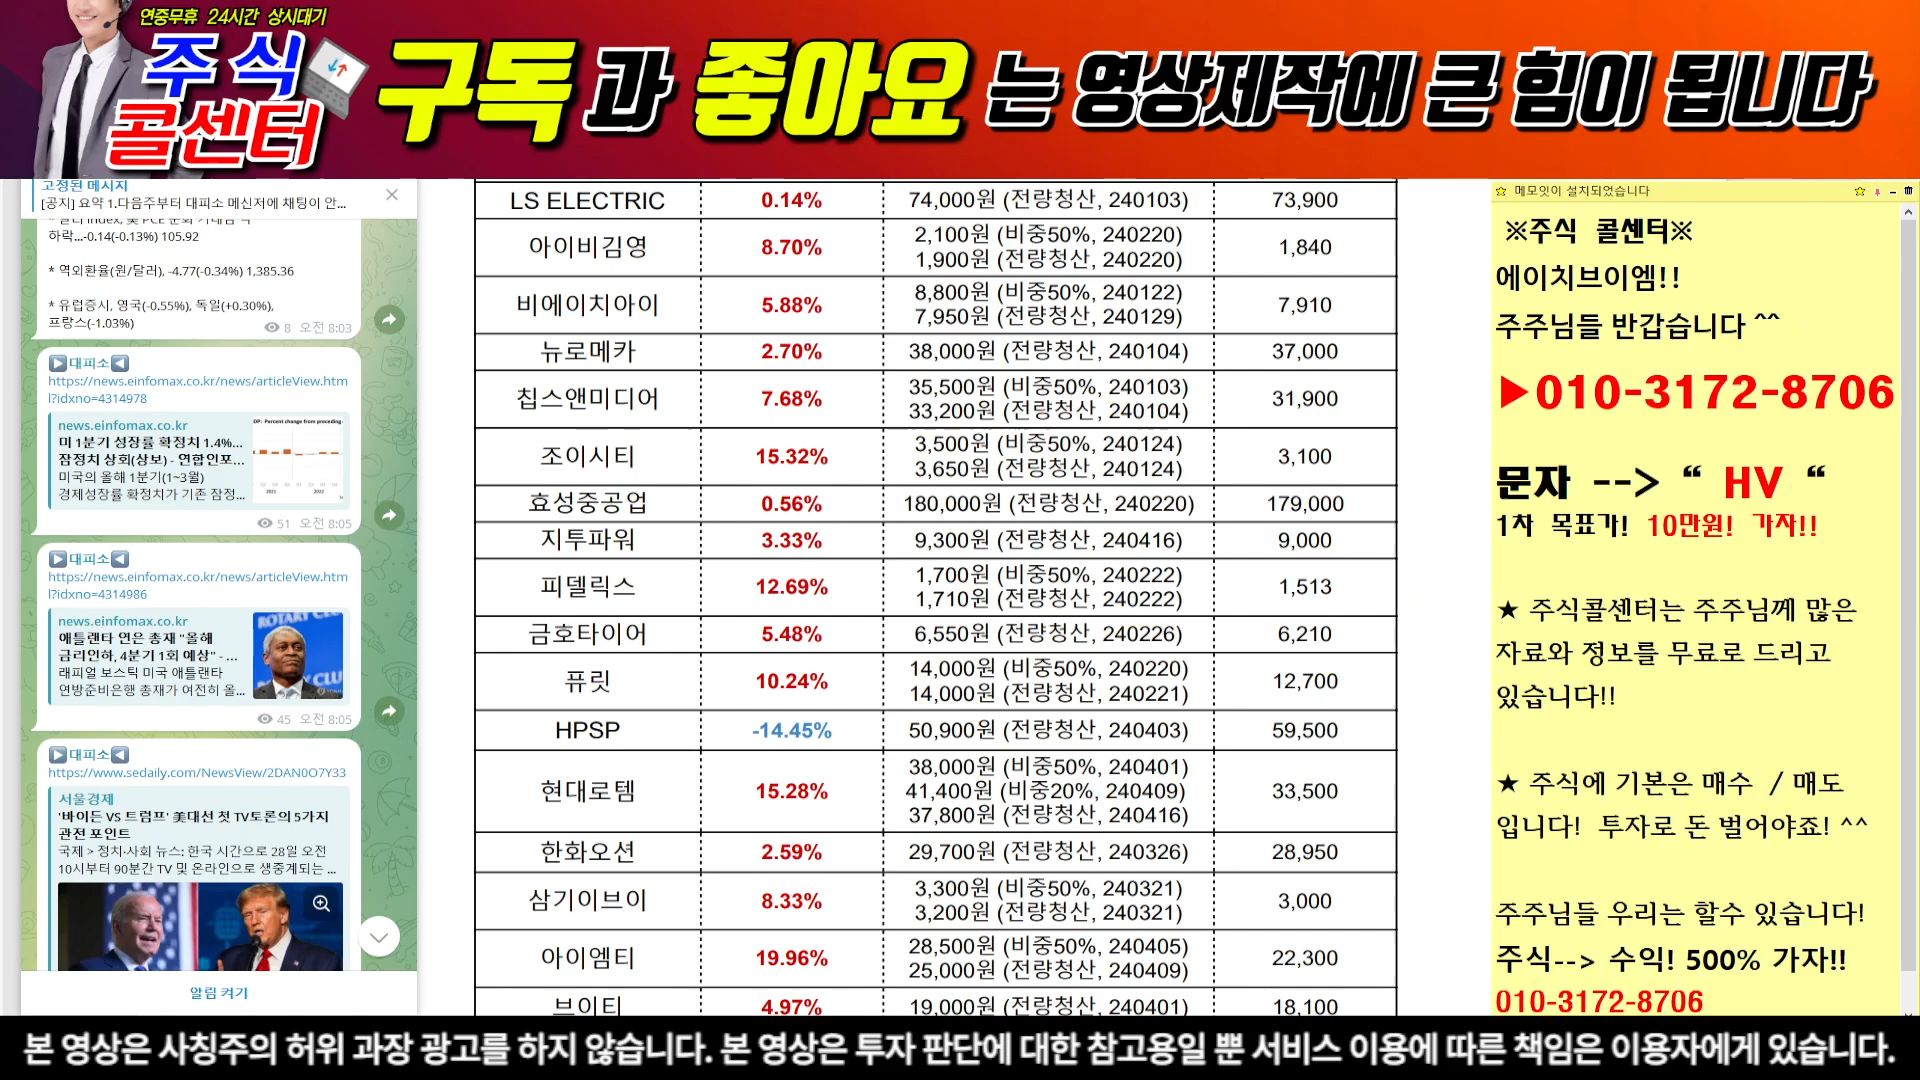 연중무휴 24시간 상시대기
주식
콜센터
구독과 좋아요는 영상제작에 큰 힘이 됩니다
고정된 메시지
[공지] 요약 1.다음주부터 대피소 메신저에 채팅이 안...
하락...-0.14(-0.13%) 105.92
* 역외환율(원/달러), -4.77(-0.34%) 1,385.36
* 유럽증시, 영국(-0.55%), 독일(+0.30%),
프랑스(-1.03%)
8 오전 8:03
▶대피소◀
https://news.einfomax.co.kr/news/articleView.htm
l?idxno=4314978
news.einfomax.co.kr
미 1분기 성장률 확정치 1.4%...
잠정치 상회(상보) - 연합인포...
미국의 올해 1분기(1~3월)
경제성장률 확정치가 기존 잠정...
51 오전 8:05
▶대피소◀
https://news.einfomax.co.kr/news/articleView.htm
l?idxno=4314986
news.einfomax.co.kr
애틀랜타 연은 총재 "올해
금리인하, 4분기 1회 예상" - ...
래피얼 보스틱 미국 애틀랜타
연방준비은행 총재가 여전히 올...
ROTARY CLU
45 오전 8:05
▶대피소◀
https://www.sedaily.com/NewsView/2DAN0O7Y33
서울경제
'바이든 VS 트럼프' 美대선 첫 TV토론의 5가지
관전 포인트
국제 > 정치·사회 뉴스: 한국 시간으로 28일 오전
10시부터 90분간 TV 및 온라인으로 생중계되는 ...
알림 켜기
LS ELECTRIC 0.14% 74,000원 (전량청산, 240103) 73,900
아이비김영 8.70% 2,100원 (비중50%, 240220) 1,840
1,900원 (전량청산, 240220)
비에이치아이 5.88% 8,800원 (비중50%, 240122) 7,910
7,950원 (전량청산, 240129)
뉴로메카 2.70% 38,000원 (전량청산, 240104) 37,000
칩스앤미디어 7.68% 35,500원 (비중50%, 240103) 31,900
33,200원 (전량청산, 240104)
조이시티 15.32% 3,500원 (비중50%, 240124) 3,100
3,650원 (전량청산, 240124)
효성중공업 0.56% 180,000원 (전량청산, 240220) 179,000
지투파워 3.33% 9,300원 (전량청산, 240416) 9,000
피델릭스 12.69% 1,700원 (비중50%, 240222) 1,513
1,710원 (전량청산, 240222)
금호타이어 5.48% 6,550원 (전량청산, 240226) 6,210
퓨릿 10.24% 14,000원 (비중50%, 240220) 12,700
14,000원 (전량청산, 240221)
HPSP -14.45% 50,900원 (전량청산, 240403) 59,500
현대로템 15.28% 38,000원 (비중50%, 240401) 33,500
41,400원 (비중20%, 240409)
37,800원 (전량청산, 240416)
한화오션 2.59% 29,700원 (전량청산, 240326) 28,950
삼기이브이 8.33% 3,300원 (비중50%, 240321) 3,000
3,200원 (전량청산, 240321)
아이엠티 19.96% 28,500원 (비중50%, 240405) 22,300
25,000원 (전량청산, 240409)
브이티 4.97% 19,000원 (전량청산, 240401) 18,100
메모잇이 설치되었습니다
※주식 콜센터※
에이치브이엠!!
주주님들 반갑습니다 ^^
▶010-3172-8706
문자 --> “ HV “
1차 목표가! 10만원! 가자!!
★ 주식콜센터는 주주님께 많은
자료와 정보를 무료로 드리고
있습니다!!
★ 주식에 기본은 매수 / 매도
입니다! 투자로 돈 벌어야죠! ^^
주주님들 우리는 할수 있습니다!
주식--> 수익! 500% 가자!!
010-3172-8706
본 영상은 사칭주의 허위 과장 광고를 하지 않습니다. 본 영상은 투자 판단에 대한 참고용일 뿐 서비스 이용에 따른 책임은 이용자에게 있습니다.